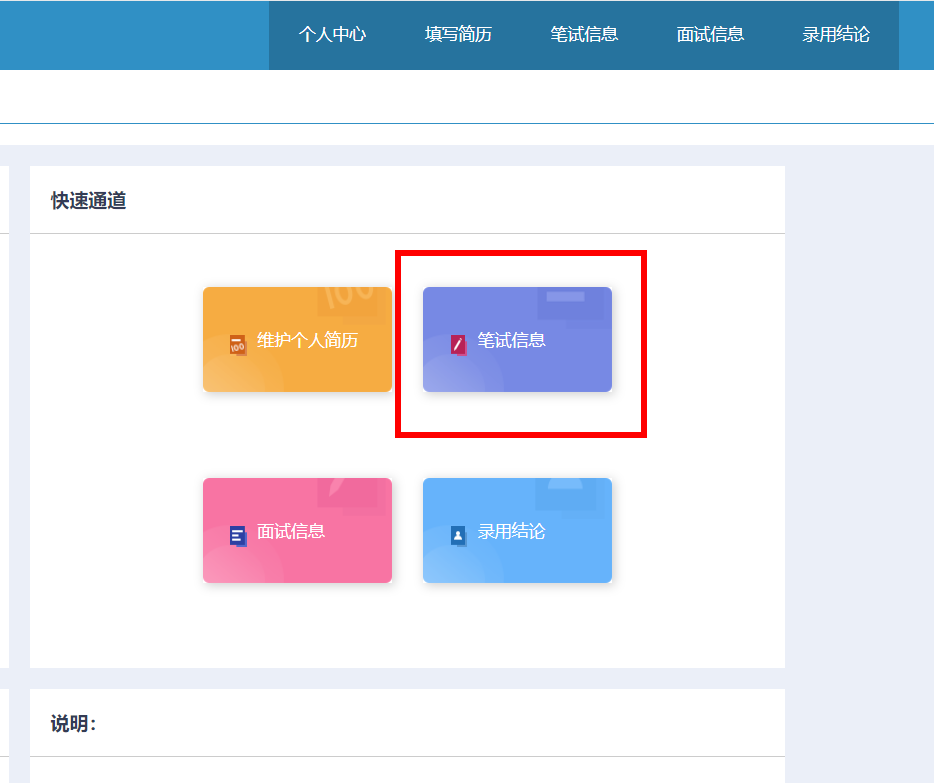 个人中心 填写简历 笔试信息 面试信息 录用结论
快速通道
维护个人简历 笔试信息
面试信息 录用结论
说明：